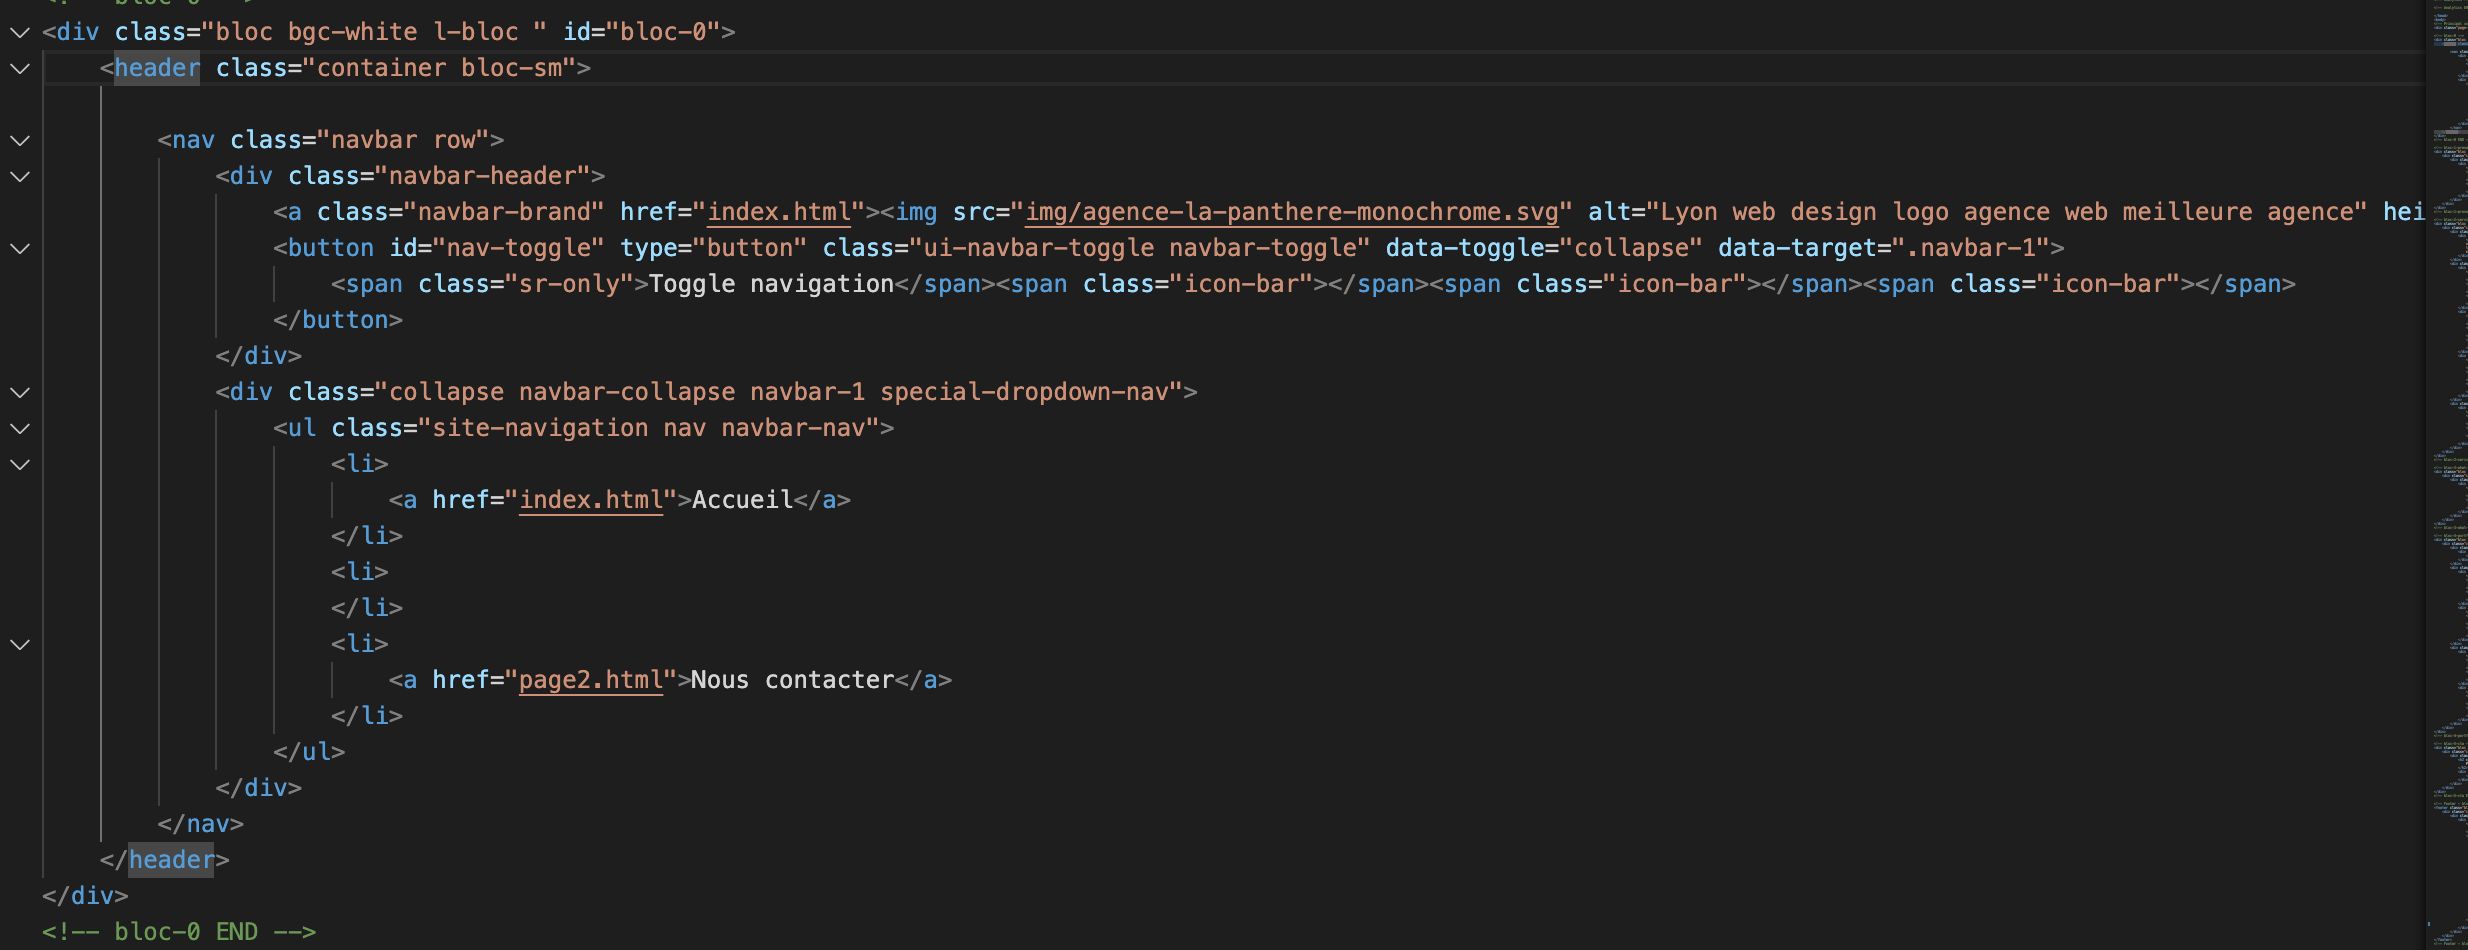 <!-- bloc-0 -->
<div class="bloc bgc-white l-bloc " id="bloc-0">
<header class="container bloc-sm">
<nav class="navbar row">
<div class="navbar-header">
<a class="navbar-brand" href="index.html"><img src="img/agence-la-panthere-monochrome.svg" alt="Lyon web design logo agence web meilleure agence" hei
<button id="nav-toggle" type="button" class="ui-navbar-toggle navbar-toggle" data-toggle="collapse" data-target=".navbar-1">
<span class="sr-only">Toggle navigation</span><span class="icon-bar"></span><span class="icon-bar"></span><span class="icon-bar"></span>
</button>
</div>
<div class="collapse navbar-collapse navbar-1 special-dropdown-nav">
<ul class="site-navigation nav navbar-nav">
<li>
<a href="index.html">Accueil</a>
</li>
<li>
</li>
<li>
<a href="page2.html">Nous contacter</a>
</li>
</ul>
</div>
</nav>
</header>
</div>
<!-- bloc-0 END -->